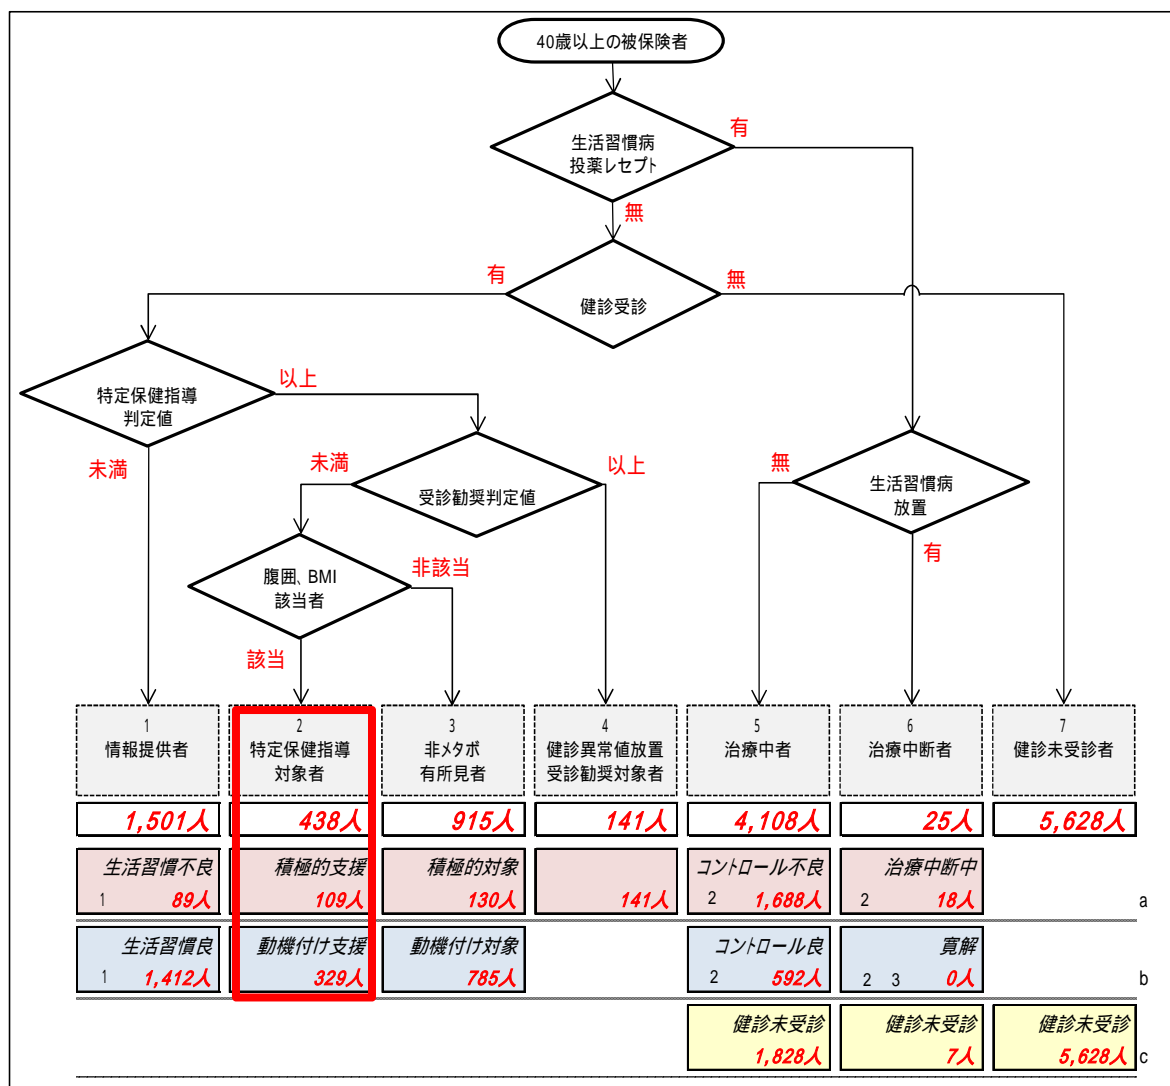 40歳以上の被保険者
生活習慣病
投薬レセプト
有
無
健診受診
有
無
特定保健指導
判定値
以上
未満
受診勧奨判定値
未満
以上
生活習慣病
放置
無
有
腹囲、BMI
該当者
非該当
該当
1
情報提供者
2
特定保健指導
対象者
3
非メタボ
有所見者
4
健診異常値放置
受診勧奨対象者
5
治療中者
6
治療中断者
7
健診未受診者
1,501人 438人 915人 141人 4,108人 25人 5,628人
生活習慣不良 積極的支援 積極的対象 コントロール不良 治療中断中
1 89人 109人 130人 141人 2 1,688人 2 18人 a
生活習慣良 動機付け支援 動機付け対象 コントロール良 寛解
1 1,412人 329人 785人 2 592人 2 3 0人 b
健診未受診 健診未受診 健診未受診
1,828人 7人 5,628人 c